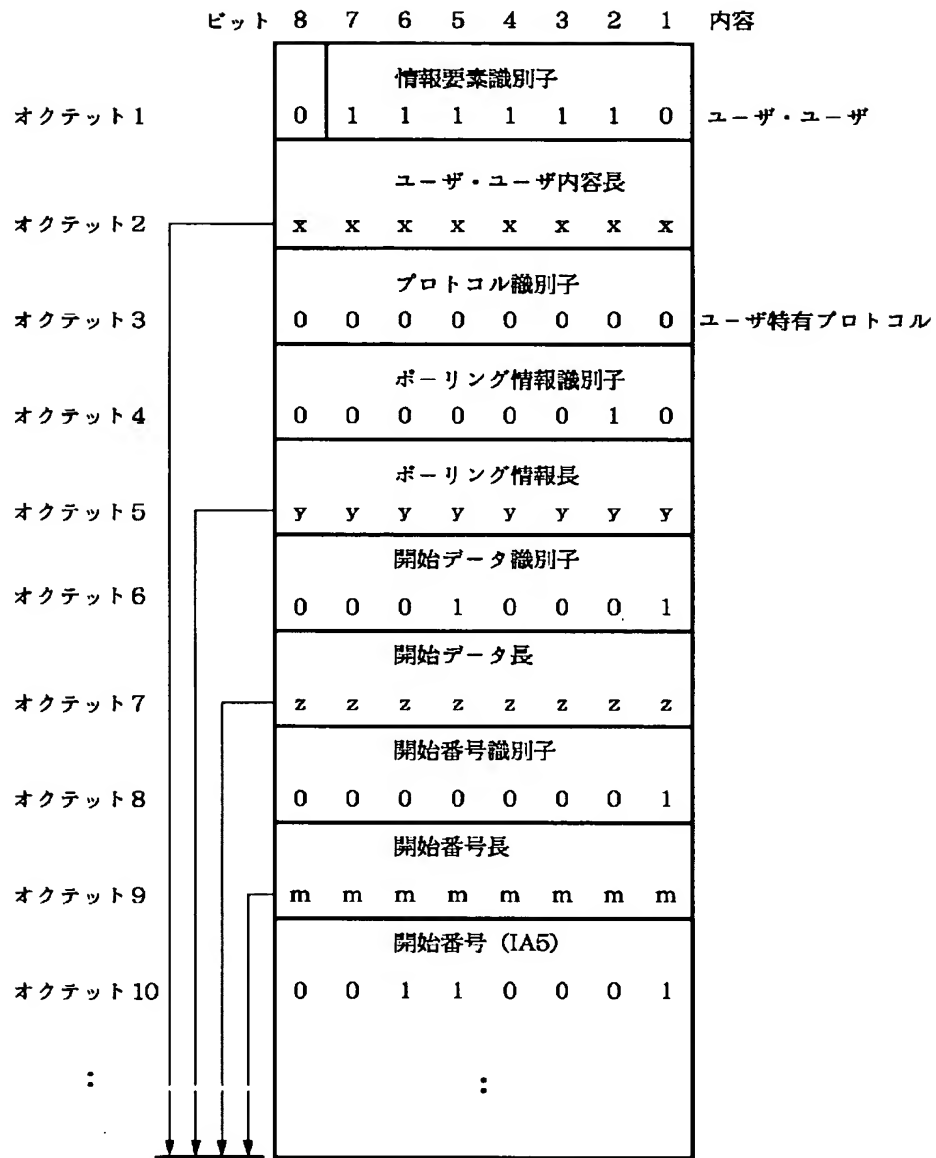 ビット 8 7 6 5 4 3 2 1 内容
情報要素識別子
オクテット1 0 1 1 1 1 1 1 0 ユーザ・ユーザ
ユーザ・ユーザ内容長
オクテット2 x x x x x x x x
プロトコル識別子
オクテット3 0 0 0 0 0 0 0 0 ユーザ特有プロトコル
ポーリング情報識別子
オクテット4 0 0 0 0 0 0 1 0
ポーリング情報長
オクテット5 y y y y y y y y
開始データ識別子
オクテット6 0 0 0 1 0 0 0 1
開始データ長
オクテット7 z z z z z z z z
開始番号識別子
オクテット8 0 0 0 0 0 0 0 1
開始番号長
オクテット9 m m m m m m m m
開始番号 (IA5)
オクテット10 0 0 1 1 0 0 0 1
: :